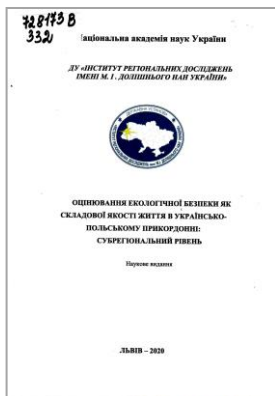 728173 В
332
Національна академія наук України
ДУ «ІНСТИТУТ РЕГІОНАЛЬНИХ ДОСЛІДЖЕНЬ
ІМЕНІ М. І. ДОЛІШНЬОГО НАН УКРАЇНИ»
ОЦІНЮВАННЯ ЕКОЛОГІЧНОЇ БЕЗПЕКИ ЯК
СКЛАДОВОЇ ЯКОСТІ ЖИТТЯ В УКРАЇНСЬКО-
ПОЛЬСЬКОМУ ПРИКОРДОННІ:
СУБРЕГІОНАЛЬНИЙ РІВЕНЬ
Наукове видання
ЛЬВІВ – 2020